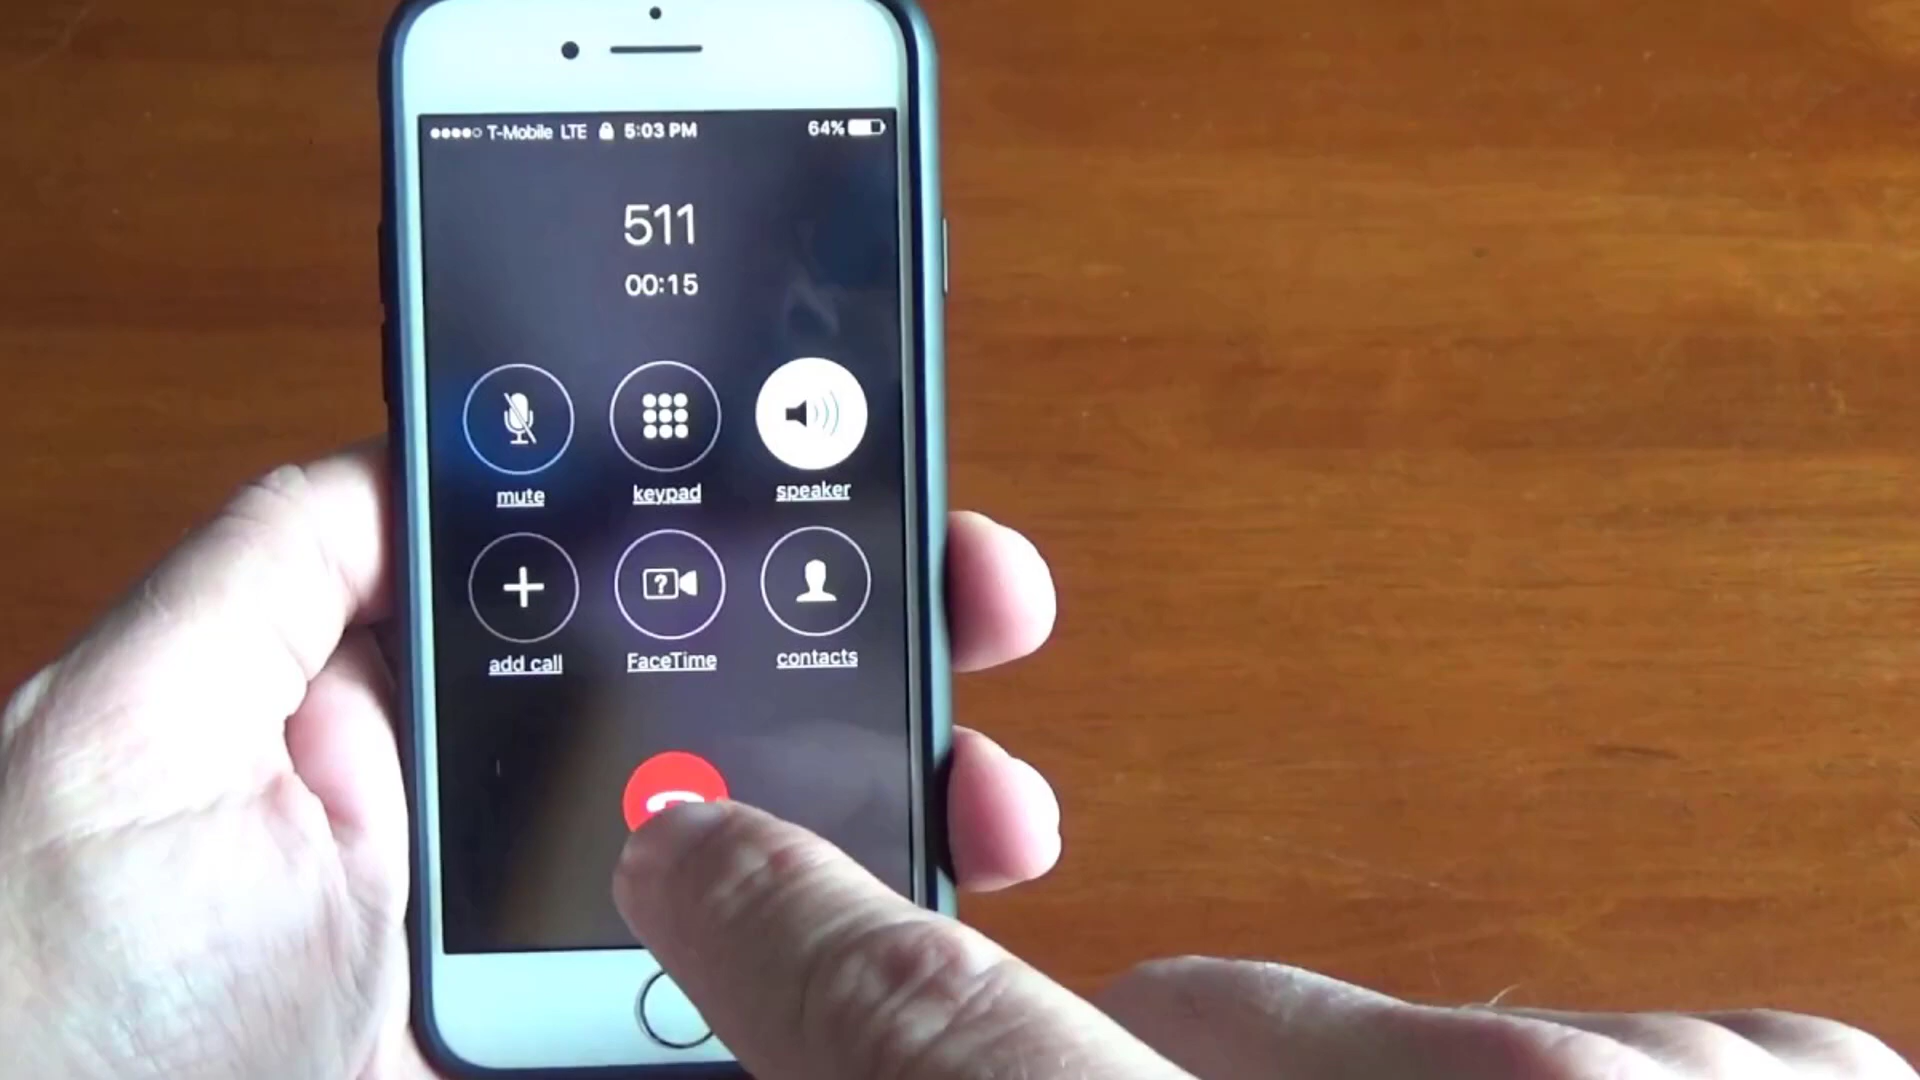 T-Mobile LTE 5:03 PM 64%
511
00:15
mute keypad speaker
?
add call FaceTime contacts